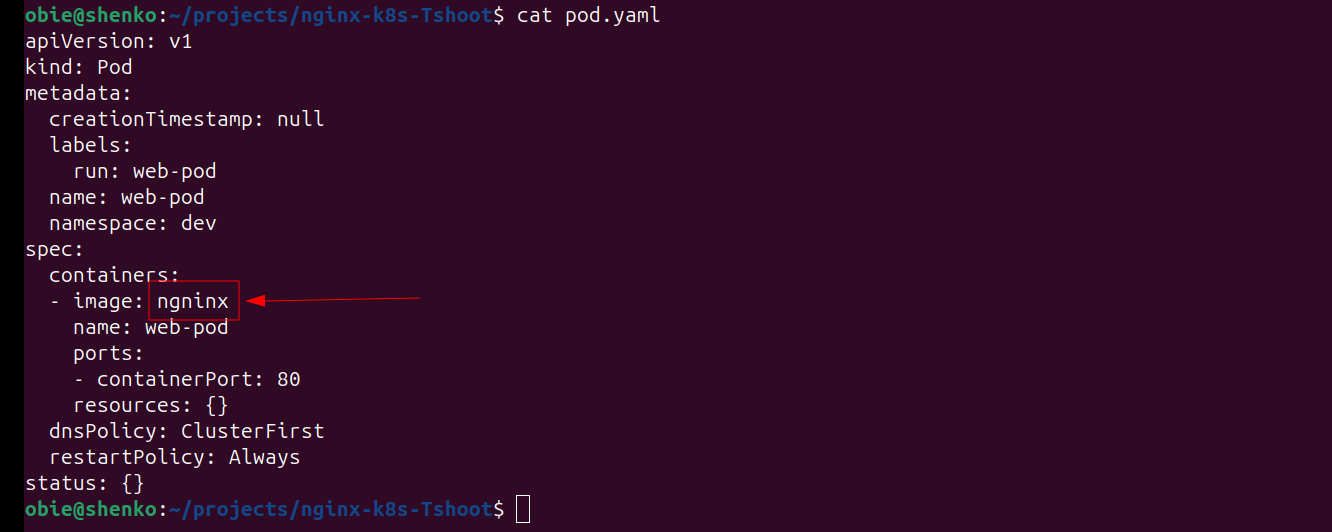 obie@shenko:~/projects/nginx-k8s-Tshoot$ cat pod.yaml
apiVersion: v1
kind: Pod
metadata:
  creationTimestamp: null
  labels:
    run: web-pod
  name: web-pod
  namespace: dev
spec:
  containers:
  - image: ngninx
    name: web-pod
    ports:
    - containerPort: 80
    resources: {}
  dnsPolicy: ClusterFirst
  restartPolicy: Always
status: {}
obie@shenko:~/projects/nginx-k8s-Tshoot$